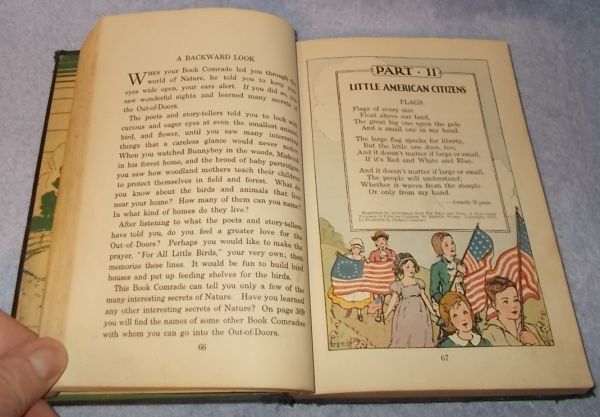 A BACKWARD LOOK
WHEN your Book Comrade led you through the
world of Nature, he told you to keep your
eyes wide open, your ears alert. If you did so, you
saw wonderful sights and learned many secrets of
the Out-of-Doors.
The poets and story-tellers told you to look with
curious and eager eyes at even the smallest animal,
bird, and flower, until you saw many interesting
things that a careless glance would never notice.
When you watched Bunnyboy in the woods,
in his forest home, and the brood of baby partridges,
you saw how woodland mothers teach their children
to protect themselves in field and forest. What do
you know about the birds and animals that live
near your home? How many of them can you name?
In what kind of homes do they live?
After listening to what the poets and story-tellers
have told you, do you feel a greater love for the
Out-of-Doors? Perhaps you would like to make the
prayer, "For All Little Birds," your very own; then
memorize these lines. It would be fun to build bird
houses and put up feeding shelves for the birds.
This Book Comrade can tell you only a few of the
many interesting secrets of Nature. Have you learned
any other interesting secrets of Nature? On page 369
you will find the names of some other Book Comrades
with whom you can go into the Out-of-Doors.
66
PART · II
LITTLE AMERICAN CITIZENS
FLAGS
Flags of every size
Float above our land,
The great big one upon the pole
And a small one in my hand.
The large flag speaks for liberty,
But the little one does, too,
And it doesn't matter if large or small,
If it's Red and White and Blue.
And it doesn't matter if large or small,
The people will understand;
Whether it waves from the steeple
Or only from my hand.
—Annette Wynne
67